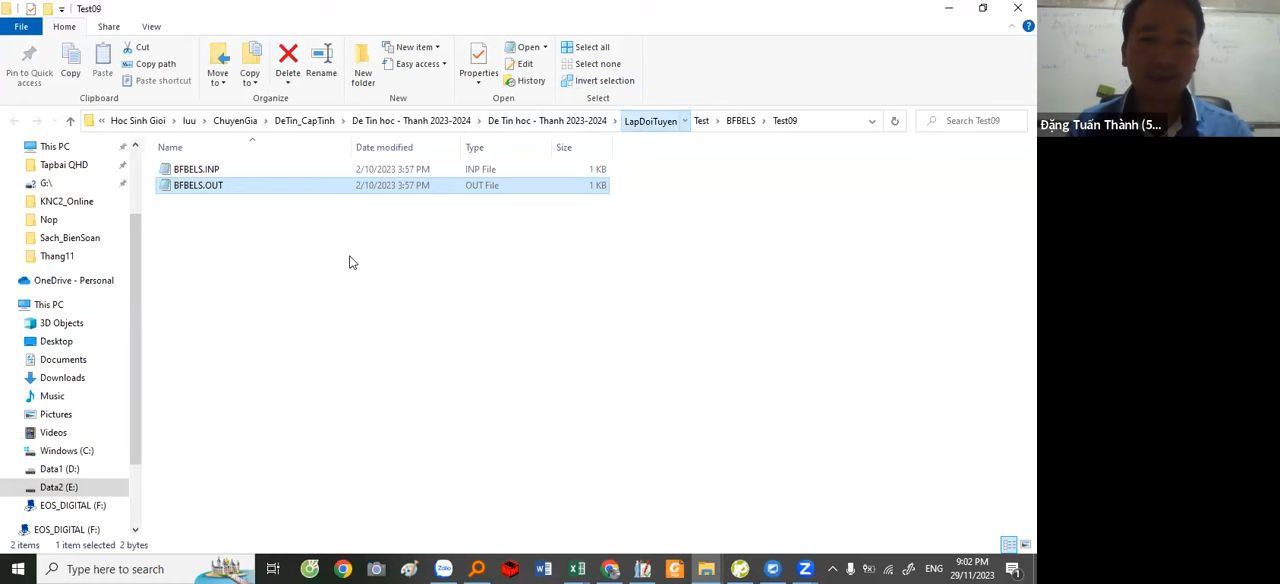 Test09
File Home Share View
Pin to Quick access
Copy
Paste
Cut
Copy path
Paste shortcut
Clipboard
Move to
Copy to
Delete
Rename
Organize
New folder
New item
Easy access
New
Properties
Open
Edit
History
Open
Select all
Select none
Invert selection
Select
« Hoc Sinh Gioi > luu > ChuyenGia > DeTin_CapTinh > De Tin hoc - Thanh 2023-2024 > De Tin hoc - Thanh 2023-2024 > LapDoiTuyen > Test > BFBELS > Test09
Search Test09
Đặng Tuấn Thành (5...
Name Date modified Type Size
BFBELS.INP 2/10/2023 3:57 PM INP File 1 KB
BFBELS.OUT 2/10/2023 3:57 PM OUT File 1 KB
This PC
Tapbai QHD
G:\
KNC2_Online
Nop
Sach_BienSoan
Thang11
OneDrive - Personal
This PC
3D Objects
Desktop
Documents
Downloads
Music
Pictures
Videos
Windows (C:)
Data1 (D:)
Data2 (E:)
EOS_DIGITAL (F:)
EOS_DIGITAL (F:)
2 items 1 item selected 2 bytes
Type here to search
Zalo
ENG
9:02 PM
29/11/2023
1